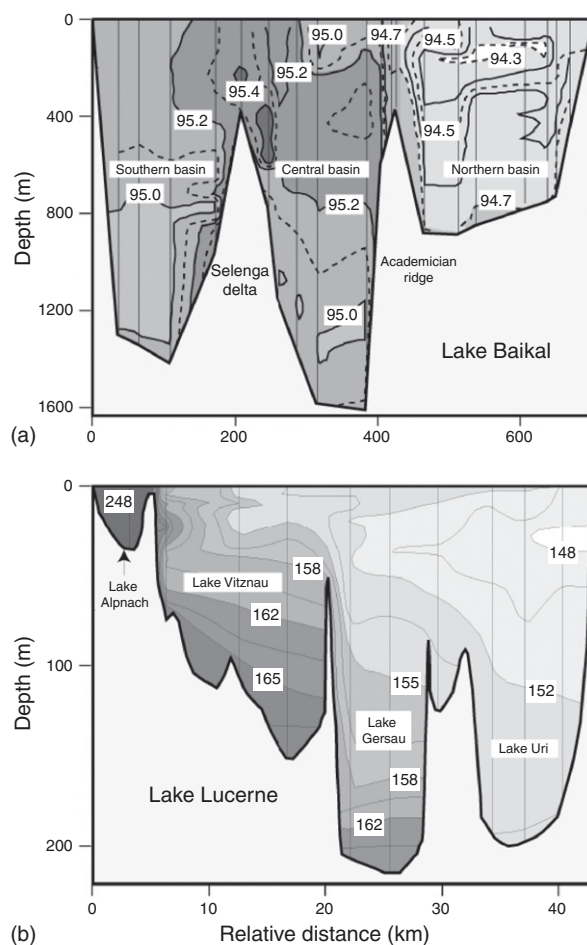 0
95.0
94.7
94.5
95.2
94.3
95.4
400
95.2
94.5
Southern basin
Central basin
Northern basin
95.0
95.2
94.7
800
Depth (m)
Selenga
delta
Academician
ridge
1200
95.0
Lake Baikal
1600
(a)
0
200
400
600
0
248
148
Lake
Alpnach
Lake Vitznau
158
162
100
165
155
152
Depth (m)
Lake
Gersau
Lake Uri
158
Lake Lucerne
162
200
(b)
0
10
20
30
40
Relative distance (km)